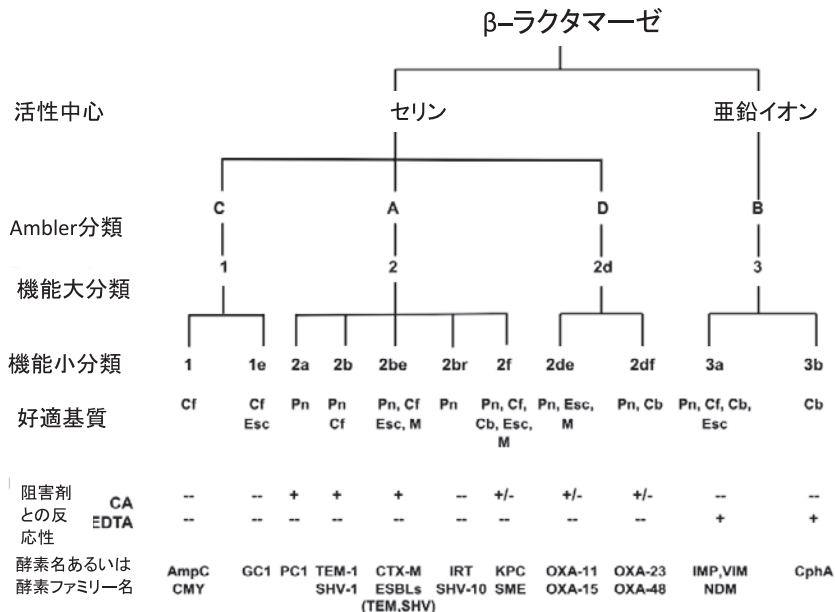 β–ラクタマーゼ
活性中心 セリン 亜鉛イオン
Ambler分類 C A D B
機能大分類 1 2 2d 3
機能小分類 1 1e 2a 2b 2be 2br 2f 2de 2df 3a 3b
好適基質 Cf Cf Pn Pn Pn, Cf Pn Pn, Cf, Pn, Esc, Pn, Cb Pn, Cf, Cb, Cb
Esc Cf Esc, M Cb, Esc, M Esc
M
阻害剤 CA -- -- + + + -- +/- +/- +/- -- --
との反 EDTA -- -- -- -- -- -- -- -- -- + +
応性
酵素名あるいは AmpC GC1 PC1 TEM-1 CTX-M IRT KPC OXA-11 OXA-23 IMP,VIM CphA
酵素ファミリー名 CMY SHV-1 ESBLs SHV-10 SME OXA-15 OXA-48 NDM
(TEM,SHV)